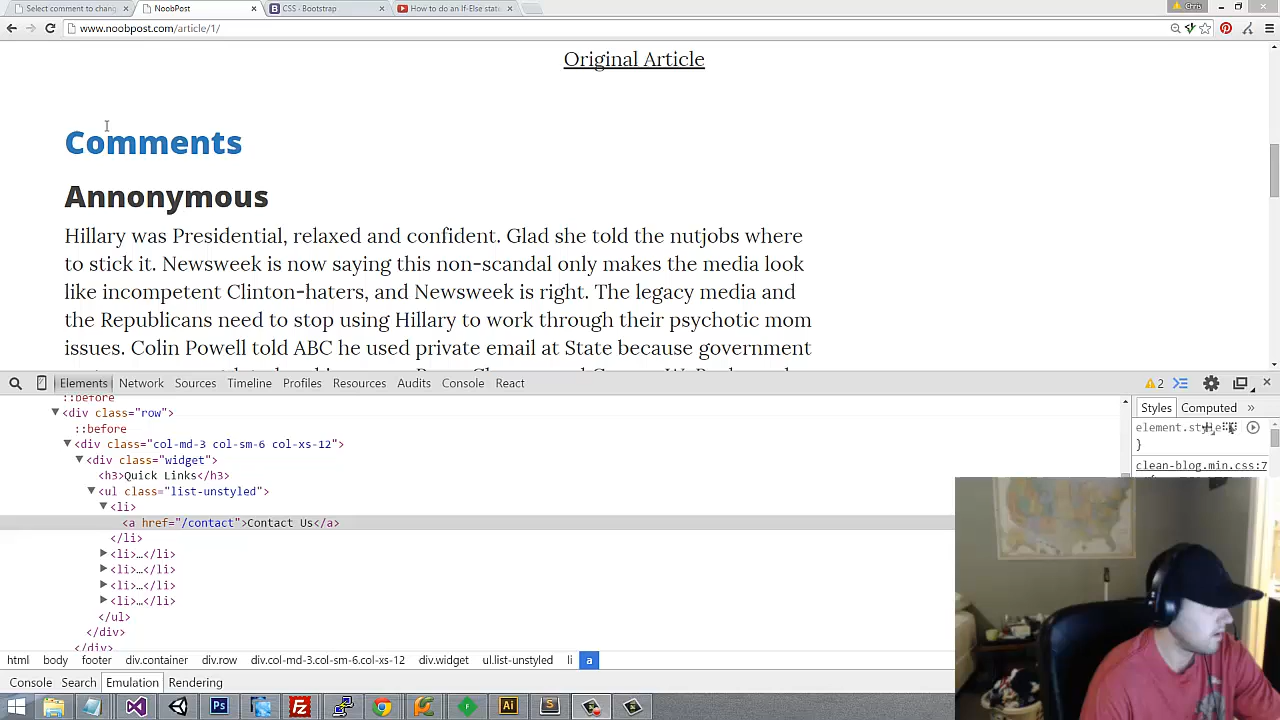 Select comment to chang
NoobPost
CSS · Bootstrap
How to do an If-Else state
Chris
www.noobpost.com/article/1/
Original Article
Comments
Annonymous
Hillary was Presidential, relaxed and confident. Glad she told the nutjobs where
to stick it. Newsweek is now saying this non-scandal only makes the media look
like incompetent Clinton-haters, and Newsweek is right. The legacy media and
the Republicans need to stop using Hillary to work through their psychotic mom
issues. Colin Powell told ABC he used private email at State because government
Elements Network Sources Timeline Profiles Resources Audits Console React
2
::before
<div class="row">
::before
<div class="col-md-3 col-sm-6 col-xs-12">
<div class="widget">
<h3>Quick Links</h3>
<ul class="list-unstyled">
<li>
<a href="/contact">Contact Us</a>
</li>
<li>…</li>
<li>…</li>
<li>…</li>
<li>…</li>
</ul>
</div>
</div>
Styles Computed »
element.style
}
clean-blog.min.css:7
html body footer div.container div.row div.col-md-3.col-sm-6.col-xs-12 div.widget ul.list-unstyled li a
Console Search Emulation Rendering